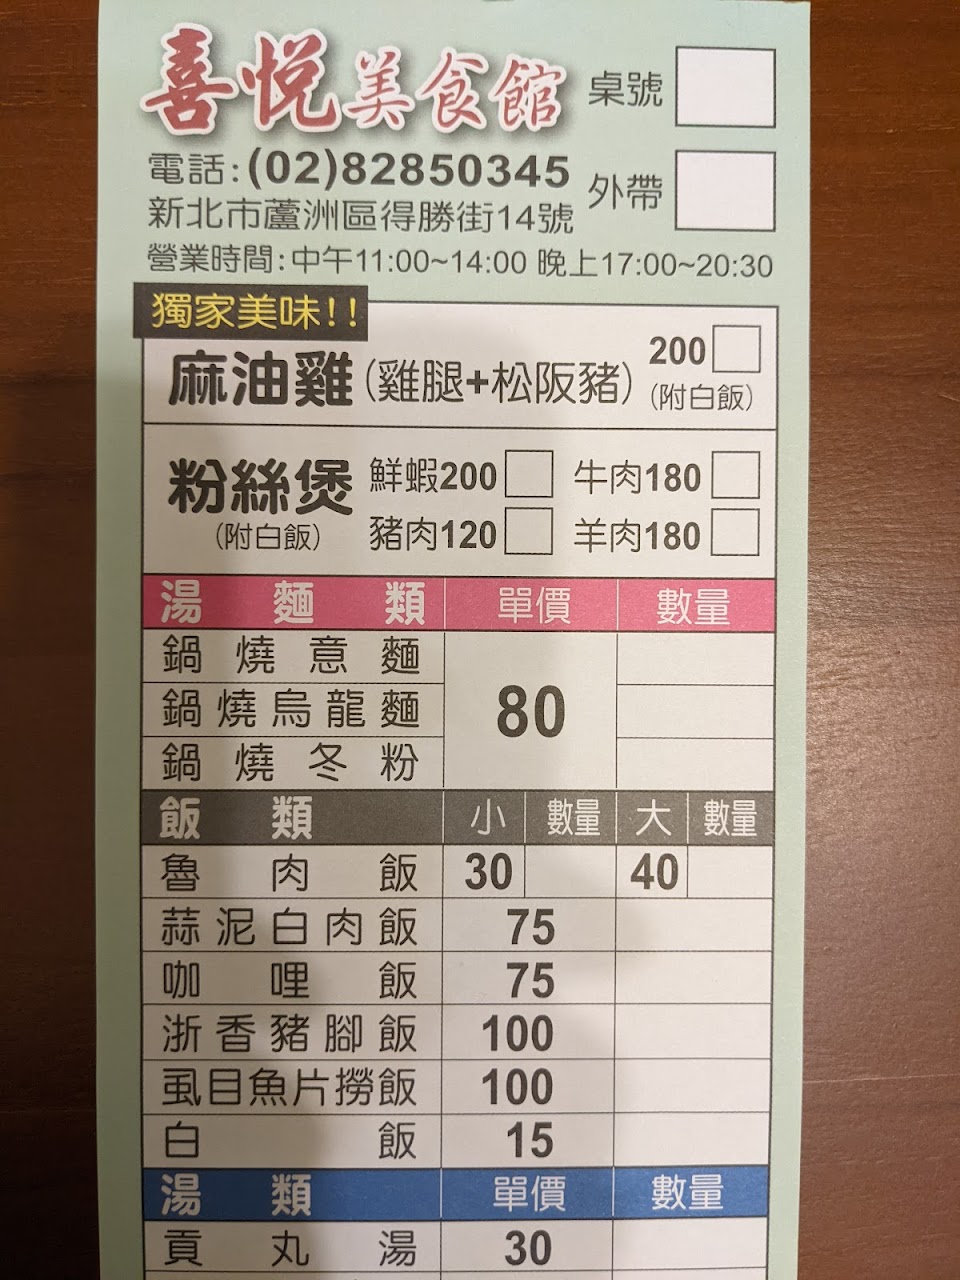 喜悅美食館 桌號
電話:(02)82850345
外帶
新北市蘆洲區得勝街14號
營業時間:中午11:00~14:00 晚上17:00~20:30
獨家美味!!
麻油雞(雞腿+松阪豬) 200
(附白飯)
粉絲煲 鮮蝦200 牛肉180
(附白飯) 豬肉120 羊肉180
湯麵類 單價 數量
鍋燒意麵
鍋燒烏龍麵 80
鍋燒冬粉
飯類 小 數量 大 數量
魯肉飯 30 40
蒜泥白肉飯 75
咖哩飯 75
浙香豬腳飯 100
虱目魚片撈飯 100
白飯 15
湯類 單價 數量
貢丸湯 30